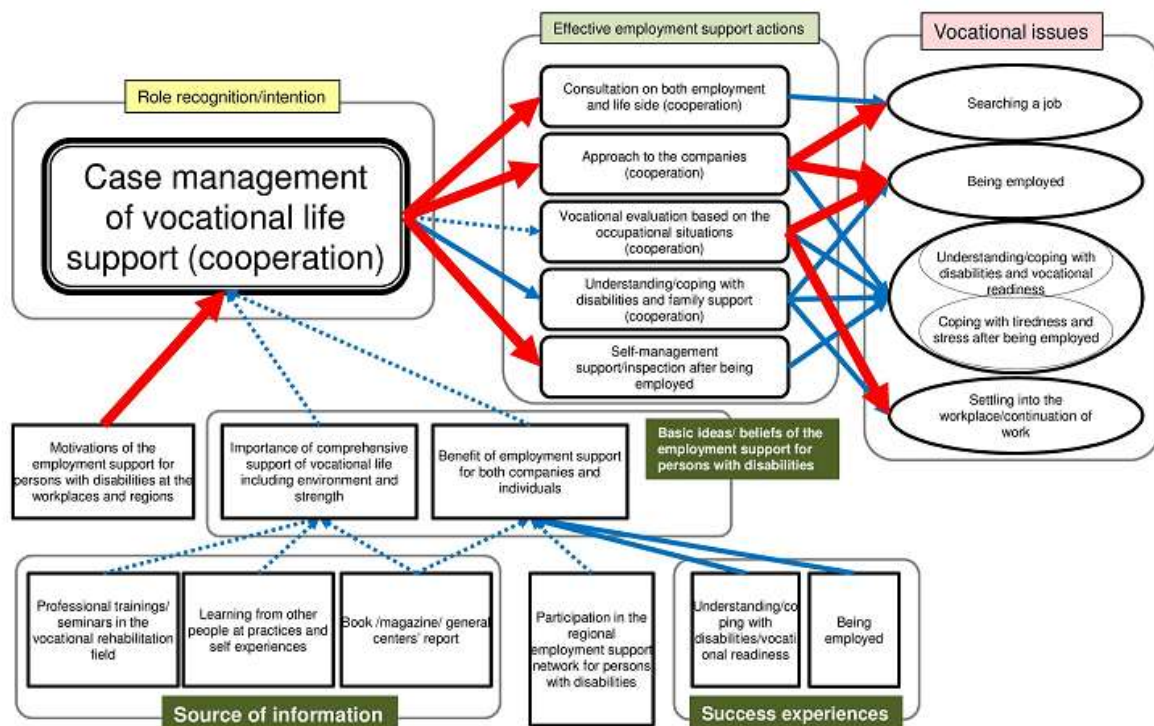 Effective employment support actions
Vocational issues
Role recognition/intention
Case management
of vocational life
support (cooperation)
Consultation on both employment
and life side (cooperation)
Approach to the companies
(cooperation)
Vocational evaluation based on the
occupational situations
(cooperation)
Understanding/coping with
disabilities and family support
(cooperation)
Self-management
support/inspection after being
employed
Searching a job
Being employed
Understanding/coping with
disabilities and vocational
readiness
Coping with tiredness and
stress after being employed
Settling into the
workplace/continuation of
work
Motivations of the
employment support for
persons with disabilities at the
workplaces and regions
Importance of comprehensive
support of vocational life
including environment and
strength
Benefit of employment support
for both companies and
individuals
Basic ideas/ beliefs of the
employment support for
persons with disabilities
Professional trainings/
seminars in the
vocational rehabilitation
field
Learning from other
people at practices and
self experiences
Book /magazine/ general
centers' report
Participation in the
regional
employment support
network for persons
with disabilities
Understanding/co
ping with
disabilities/vocati
onal readiness
Being
employed
Source of information
Success experiences